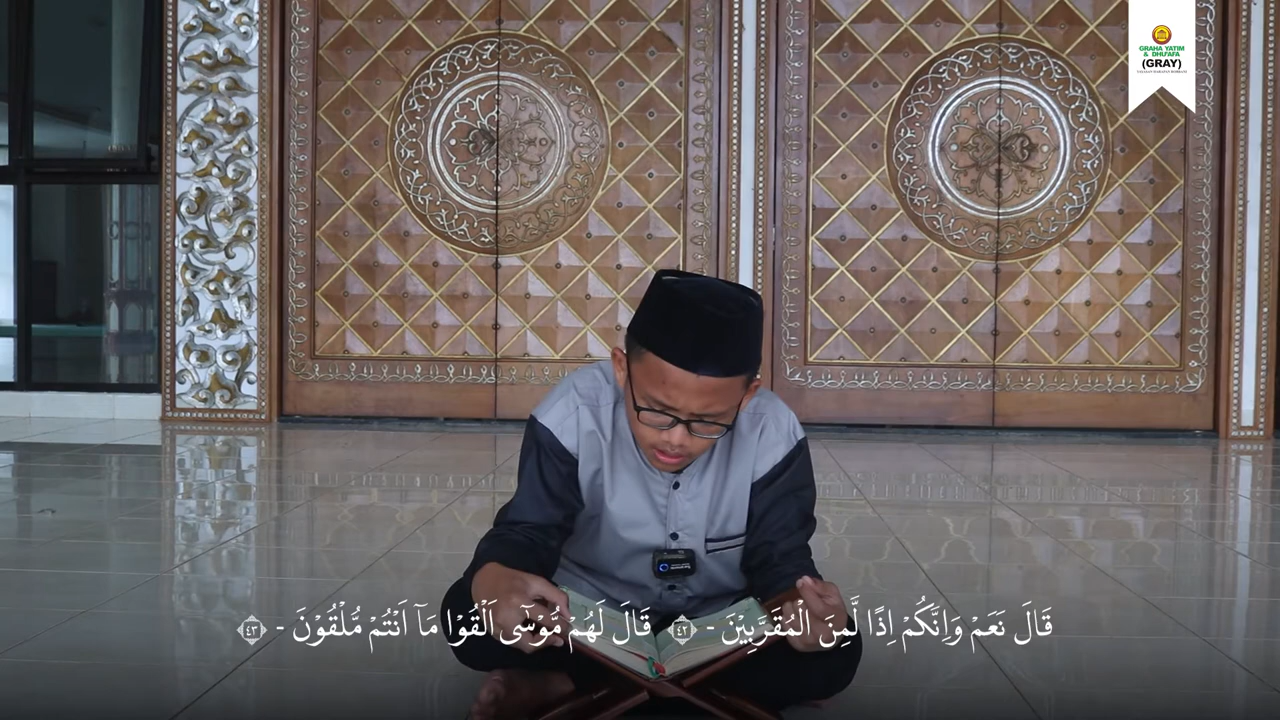 GRAHA YATIM
& DHU'AFA
(GRAY)
قَالَ نَعَمْ وَاِنَّكُمْ اِذًا لَّمِنَ الْمُقَرَّبِيْنَ - ٤٢ قَالَ لَهُمْ مُّوْسٰٓى اَلْقُوْا مَآ اَنْتُمْ مُّلْقُوْنَ - ٤٣